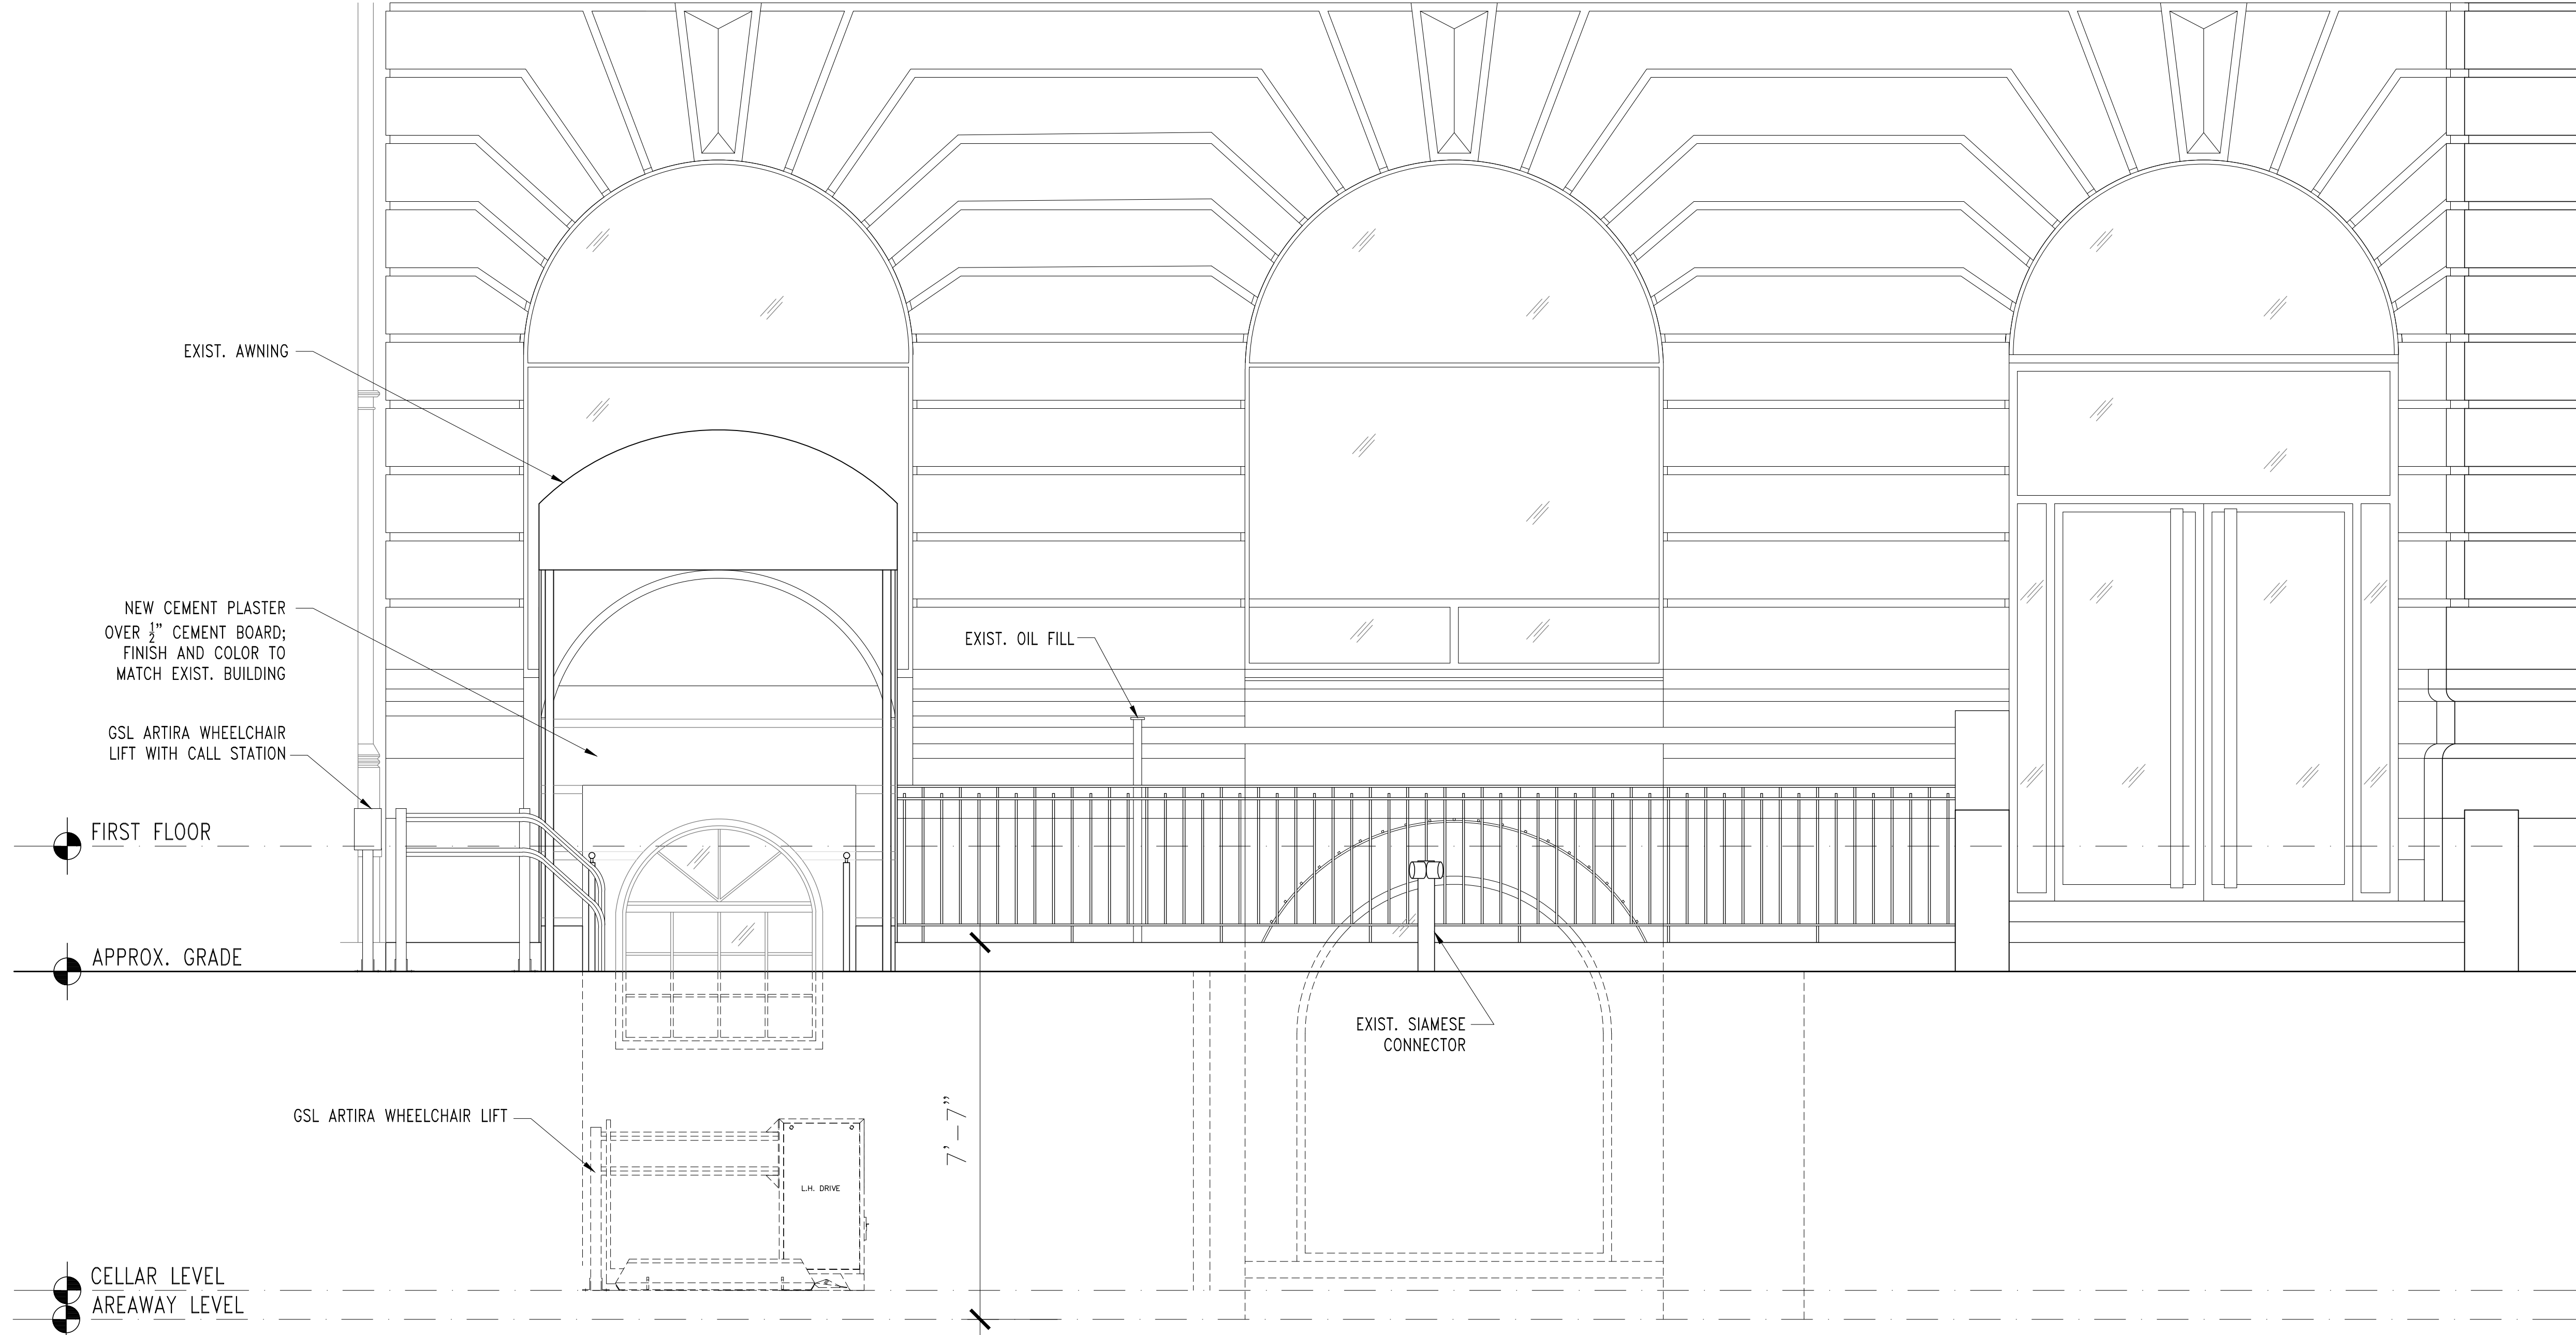 EXIST. AWNING
NEW CEMENT PLASTER
OVER ½" CEMENT BOARD;
FINISH AND COLOR TO
MATCH EXIST. BUILDING
EXIST. OIL FILL
GSL ARTIRA WHEELCHAIR
LIFT WITH CALL STATION
FIRST FLOOR
APPROX. GRADE
EXIST. SIAMESE
CONNECTOR
GSL ARTIRA WHEELCHAIR LIFT
7'-7"
L.H. DRIVE
CELLAR LEVEL
AREAWAY LEVEL